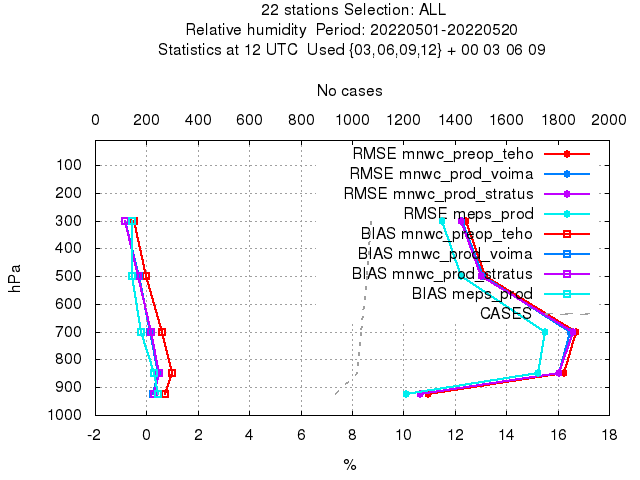 22 stations Selection: ALL
Relative humidity  Period: 20220501-20220520
Statistics at 12 UTC  Used {03,06,09,12} + 00 03 06 09
No cases
0 200 400 600 800 1000 1200 1400 1600 1800 2000
RMSE mnwc_preop_teho
RMSE mnwc_prod_voima
RMSE mnwc_prod_stratus
RMSE meps_prod
BIAS mnwc_preop_teho
BIAS mnwc_prod_voima
BIAS mnwc_prod_stratus
BIAS meps_prod
CASES
hPa
100
200
300
400
500
600
700
800
900
1000
-2 0 2 4 6 8 10 12 14 16 18
%